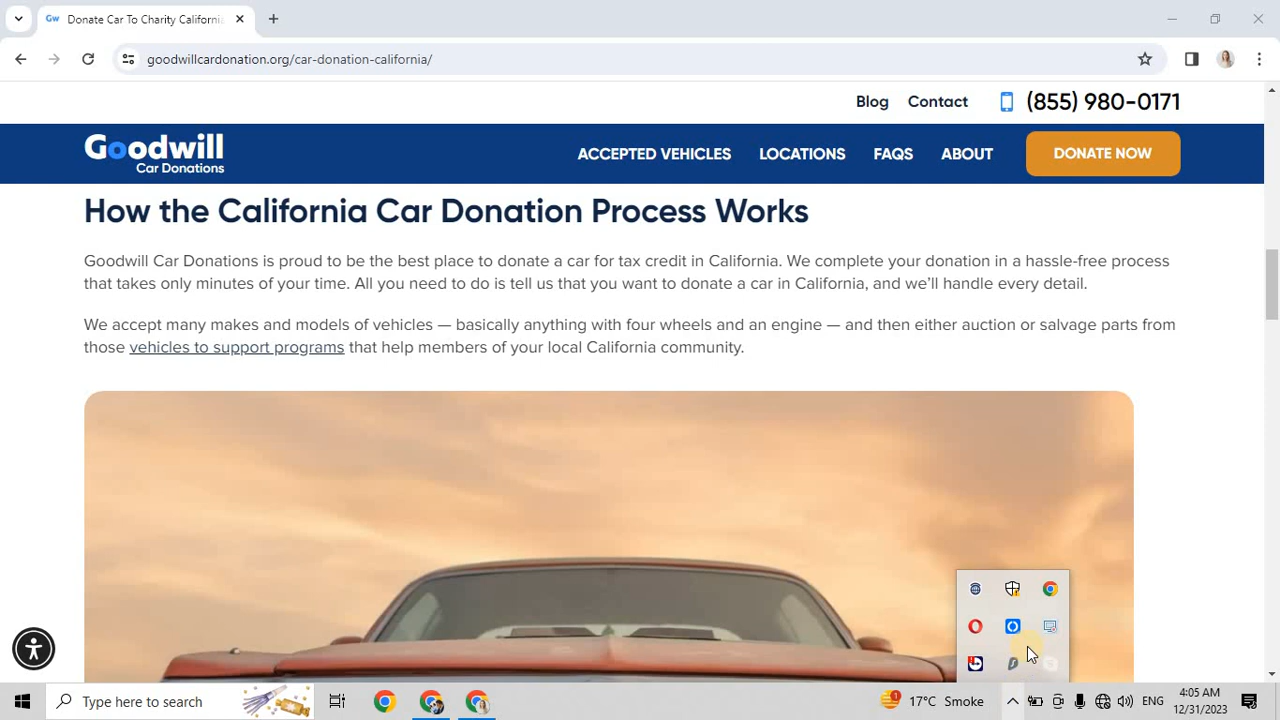 Gw Donate Car To Charity California
goodwillcardonation.org/car-donation-california/
Blog Contact (855) 980-0171
Goodwill
Car Donations
ACCEPTED VEHICLES LOCATIONS FAQS ABOUT DONATE NOW
How the California Car Donation Process Works
Goodwill Car Donations is proud to be the best place to donate a car for tax credit in California. We complete your donation in a hassle-free process
that takes only minutes of your time. All you need to do is tell us that you want to donate a car in California, and we'll handle every detail.
We accept many makes and models of vehicles — basically anything with four wheels and an engine — and then either auction or salvage parts from
those vehicles to support programs that help members of your local California community.
Type here to search
1
17°C Smoke
ENG
4:05 AM
12/31/2023